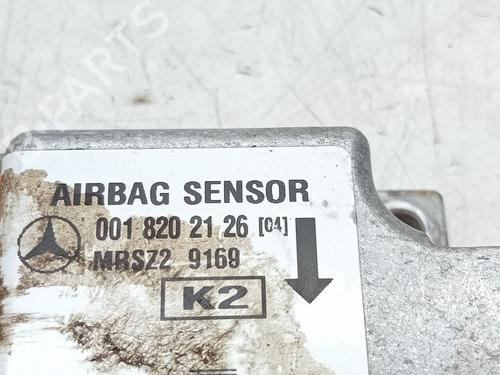 AIRBAG SENSOR
001 820 21 26 [04]
MRSZ2 9169
K2